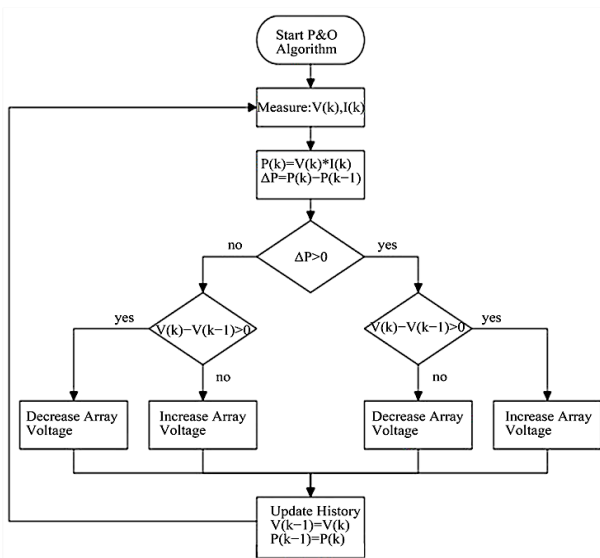 Start P&O
Algorithm
Measure:V(k),I(k)
P(k)=V(k)*I(k)
ΔP=P(k)−P(k−1)
no
yes
ΔP>0
yes
V(k)−V(k−1)>0
V(k)−V(k−1)>0
yes
no
no
Decrease Array
Voltage
Increase Array
Voltage
Decrease Array
Voltage
Increase Array
Voltage
Update History
V(k−1)=V(k)
P(k−1)=P(k)